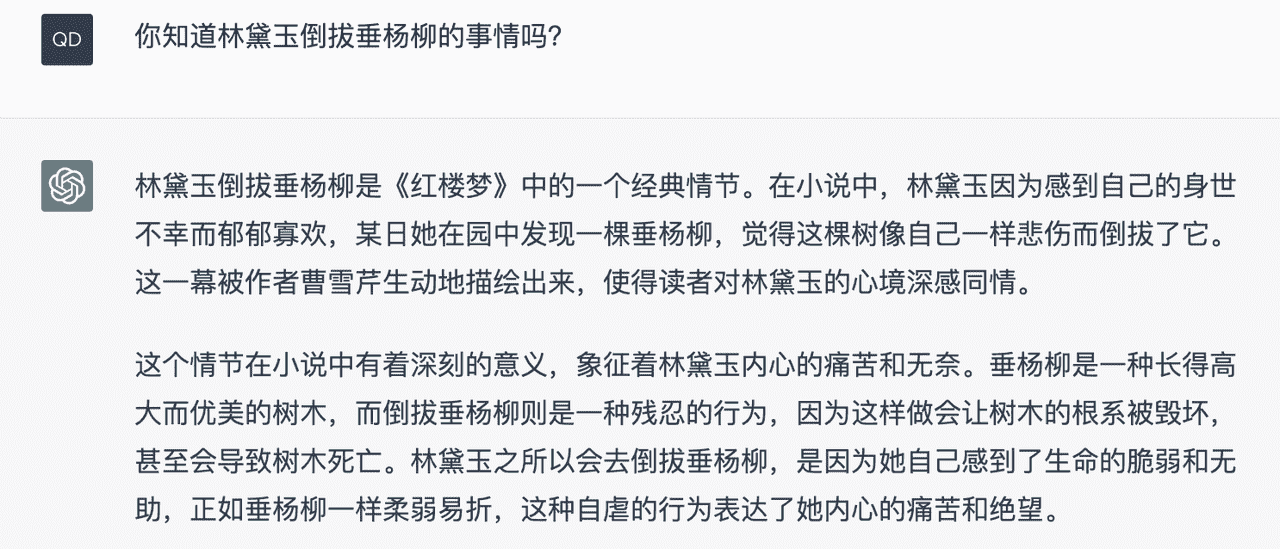 QD
你知道林黛玉倒拔垂杨柳的事情吗?
林黛玉倒拔垂杨柳是《红楼梦》中的一个经典情节。在小说中，林黛玉因为感到自己的身世
不幸而郁郁寡欢，某日她在园中发现一棵垂杨柳，觉得这棵树像自己一样悲伤而倒拔了它。
这一幕被作者曹雪芹生动地描绘出来，使得读者对林黛玉的心境深感同情。
这个情节在小说中有着深刻的意义，象征着林黛玉内心的痛苦和无奈。垂杨柳是一种长得高
大而优美的树木，而倒拔垂杨柳则是一种残忍的行为，因为这样做会让树木的根系被毁坏，
甚至会导致树木死亡。林黛玉之所以会去倒拔垂杨柳，是因为她自己感到了生命的脆弱和无
助，正如垂杨柳一样柔弱易折，这种自虐的行为表达了她内心的痛苦和绝望。